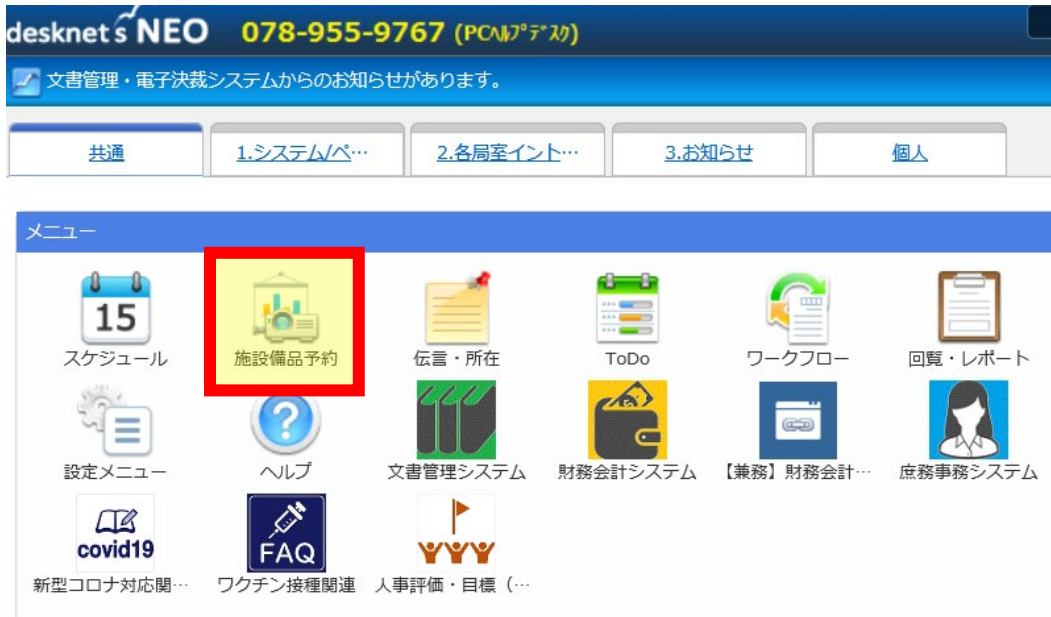 desknet's NEO 078-955-9767 (PCﾍﾙﾌﾟﾃﾞｽｸ)
文書管理・電子決裁システムからのお知らせがあります。
共通 1.システム/ペ… 2.各局室イント… 3.お知らせ 個人
メニュー
15
スケジュール 施設備品予約 伝言・所在 ToDo ワークフロー 回覧・レポート
?
設定メニュー ヘルプ 文書管理システム 財務会計システム 【兼務】財務会計… 庶務事務システム
covid19 FAQ
新型コロナ対応関… ワクチン接種関連 人事評価・目標（…